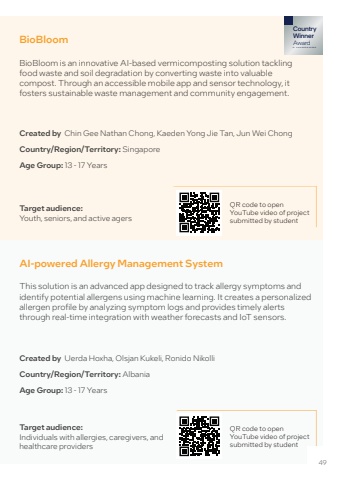 BioBloom
Country
Winner
Award
BioBloom is an innovative AI-based vermicomposting solution tackling
food waste and soil degradation by converting waste into valuable
compost. Through an accessible mobile app and sensor technology, it
fosters sustainable waste management and community engagement.
Created by Chin Gee Nathan Chong, Kaeden Yong Jie Tan, Jun Wei Chong
Country/Region/Territory: Singapore
Age Group: 13 - 17 Years
Target audience:
Youth, seniors, and active agers
QR code to open
YouTube video of project
submitted by student
AI-powered Allergy Management System
This solution is an advanced app designed to track allergy symptoms and
identify potential allergens using machine learning. It creates a personalized
allergen profile by analyzing symptom logs and provides timely alerts
through real-time integration with weather forecasts and IoT sensors.
Created by Uerda Hoxha, Olsjan Kukeli, Ronido Nikolli
Country/Region/Territory: Albania
Age Group: 13 - 17 Years
Target audience:
Individuals with allergies, caregivers, and
healthcare providers
QR code to open
YouTube video of project
submitted by student
49